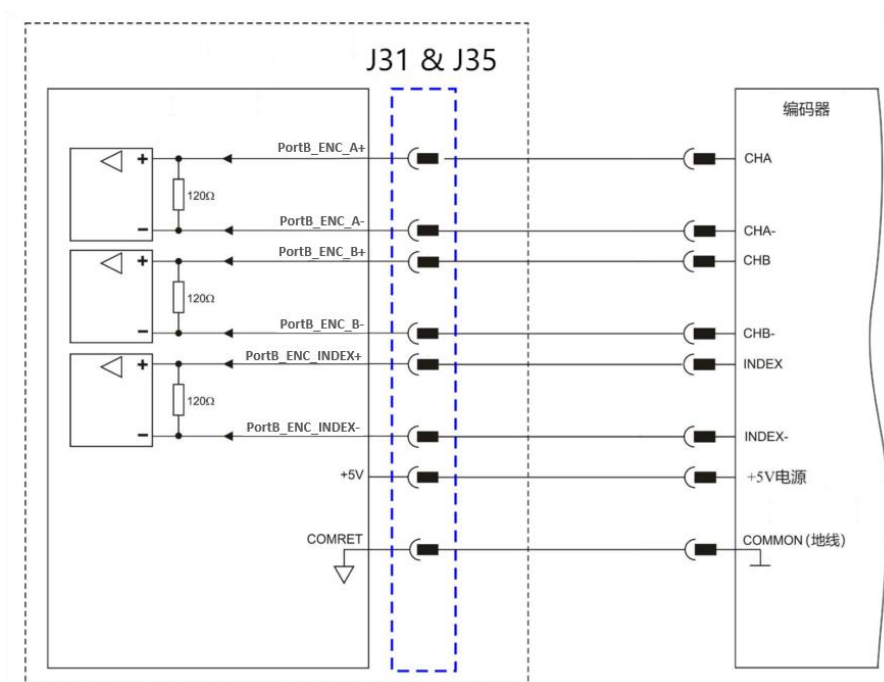 J31 & J35
编码器
PortB_ENC_A+
CHA
+
120Ω
PortB_ENC_A-
CHA-
−
PortB_ENC_B+
CHB
+
120Ω
PortB_ENC_B-
CHB-
−
PortB_ENC_INDEX+
INDEX
+
120Ω
PortB_ENC_INDEX-
INDEX-
−
+5V
+5V电源
COMRET
COMMON (地线)